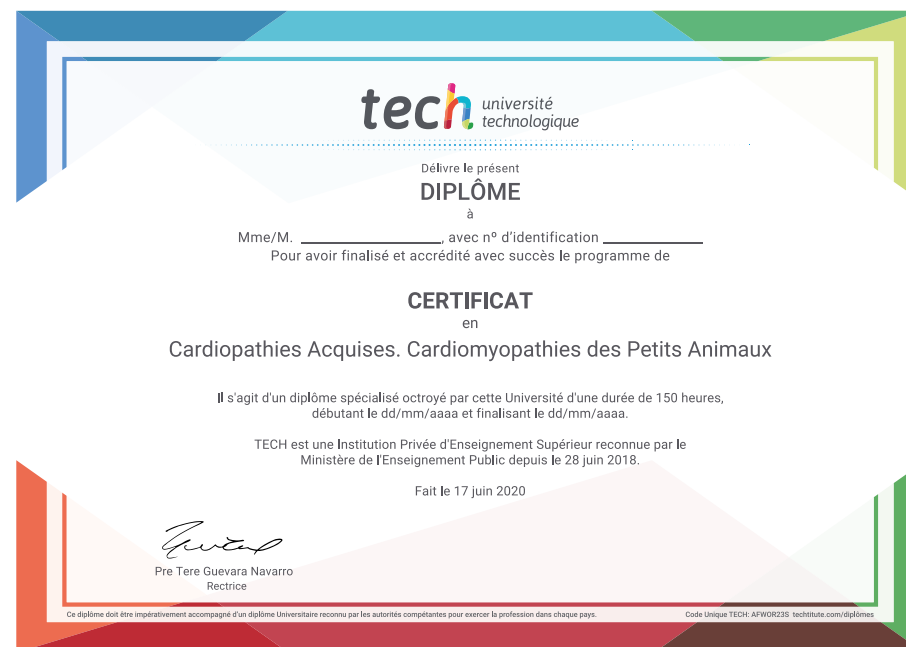 tech université
technologique
Délivre le présent
DIPLÔME
à
Mme/M. ____________________, avec nº d'identification ______________
Pour avoir finalisé et accrédité avec succès le programme de
CERTIFICAT
en
Cardiopathies Acquises. Cardiomyopathies des Petits Animaux
Il s'agit d'un diplôme spécialisé octroyé par cette Université d'une durée de 150 heures,
débutant le dd/mm/aaaa et finalisant le dd/mm/aaaa.
TECH est une Institution Privée d'Enseignement Supérieur reconnue par le
Ministère de l'Enseignement Public depuis le 28 juin 2018.
Fait le 17 juin 2020
Pre Tere Guevara Navarro
Rectrice
Ce diplôme doit être impérativement accompagné d'un diplôme Universitaire reconnu par les autorités compétentes pour exercer la profession dans chaque pays.
Code Unique TECH: AFWOR23S techtitute.com/diplômes